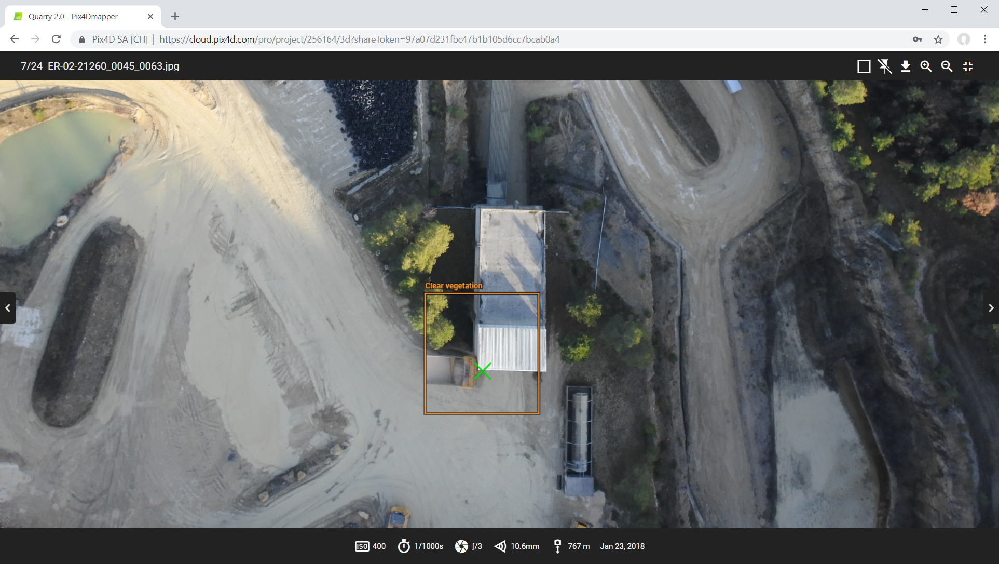 Quarry 2.0 - Pix4Dmapper
Pix4D SA [CH] | https://cloud.pix4d.com/pro/project/256164/3d?shareToken=97a07d231fbc47b1b105d6cc7bcab0a4
7/24 ER-02-21260_0045_0063.jpg
Clear vegetation
ISO 400 1/1000s ƒ/3 10.6mm 767 m Jan 23, 2018